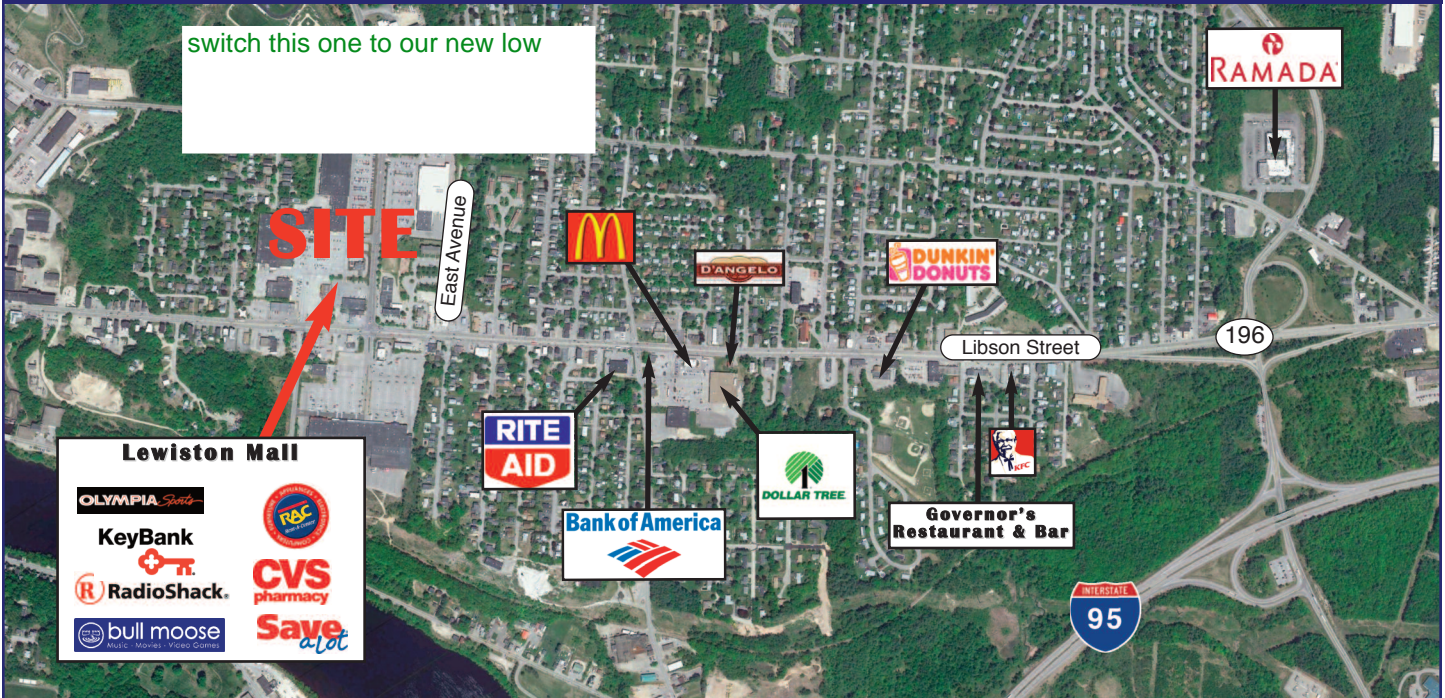 switch this one to our new low
RAMADA
SITE
East Avenue
M
D'ANGELO
DUNKIN'
DONUTS
Libson Street
196
RITE
AID
Bank of America
DOLLAR TREE
KFC
Governor's
Restaurant & Bar
INTERSTATE
95
Lewiston Mall
OLYMPIA Sports
KeyBank
R RadioShack.
bull moose
Music - Movies - Video Games
RAC
CVS
pharmacy
Save
a Lot